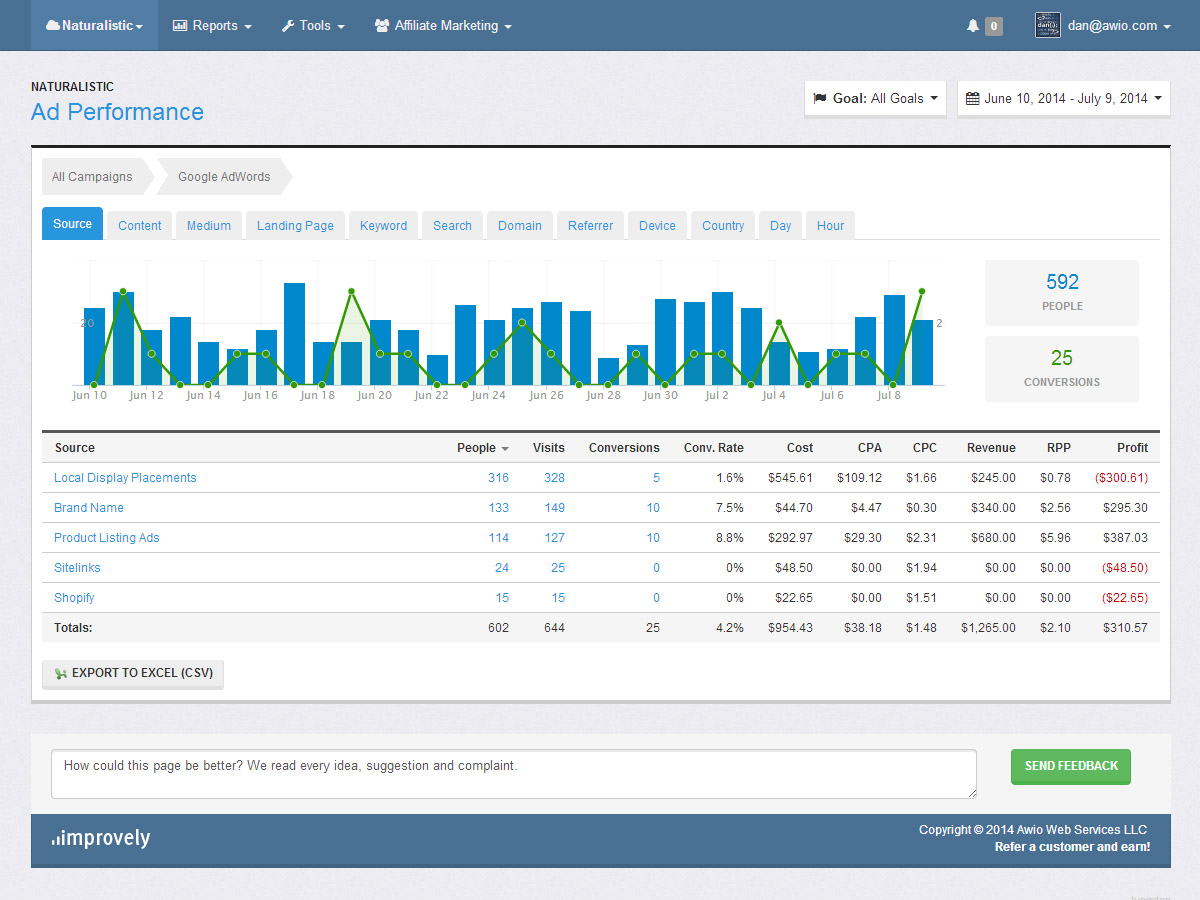 Naturalistic Reports Tools Affiliate Marketing 0 dan@awio.com
NATURALISTIC
Ad Performance
Goal: All Goals June 10, 2014 - July 9, 2014
All Campaigns Google AdWords
Source Content Medium Landing Page Keyword Search Domain Referrer Device Country Day Hour
592
PEOPLE
20 2
25
CONVERSIONS
Jun 10 Jun 12 Jun 14 Jun 16 Jun 18 Jun 20 Jun 22 Jun 24 Jun 26 Jun 28 Jun 30 Jul 2 Jul 4 Jul 6 Jul 8
Source People Visits Conversions Conv. Rate Cost CPA CPC Revenue RPP Profit
Local Display Placements 316 328 5 1.6% $545.61 $109.12 $1.66 $245.00 $0.78 ($300.61)
Brand Name 133 149 10 7.5% $44.70 $4.47 $0.30 $340.00 $2.56 $295.30
Product Listing Ads 114 127 10 8.8% $292.97 $29.30 $2.31 $680.00 $5.96 $387.03
Sitelinks 24 25 0 0% $48.50 $0.00 $1.94 $0.00 $0.00 ($48.50)
Shopify 15 15 0 0% $22.65 $0.00 $1.51 $0.00 $0.00 ($22.65)
Totals: 602 644 25 4.2% $954.43 $38.18 $1.48 $1,265.00 $2.10 $310.57
EXPORT TO EXCEL (CSV)
How could this page be better? We read every idea, suggestion and complaint.
SEND FEEDBACK
improvely
Copyright © 2014 Awio Web Services LLC
Refer a customer and earn!